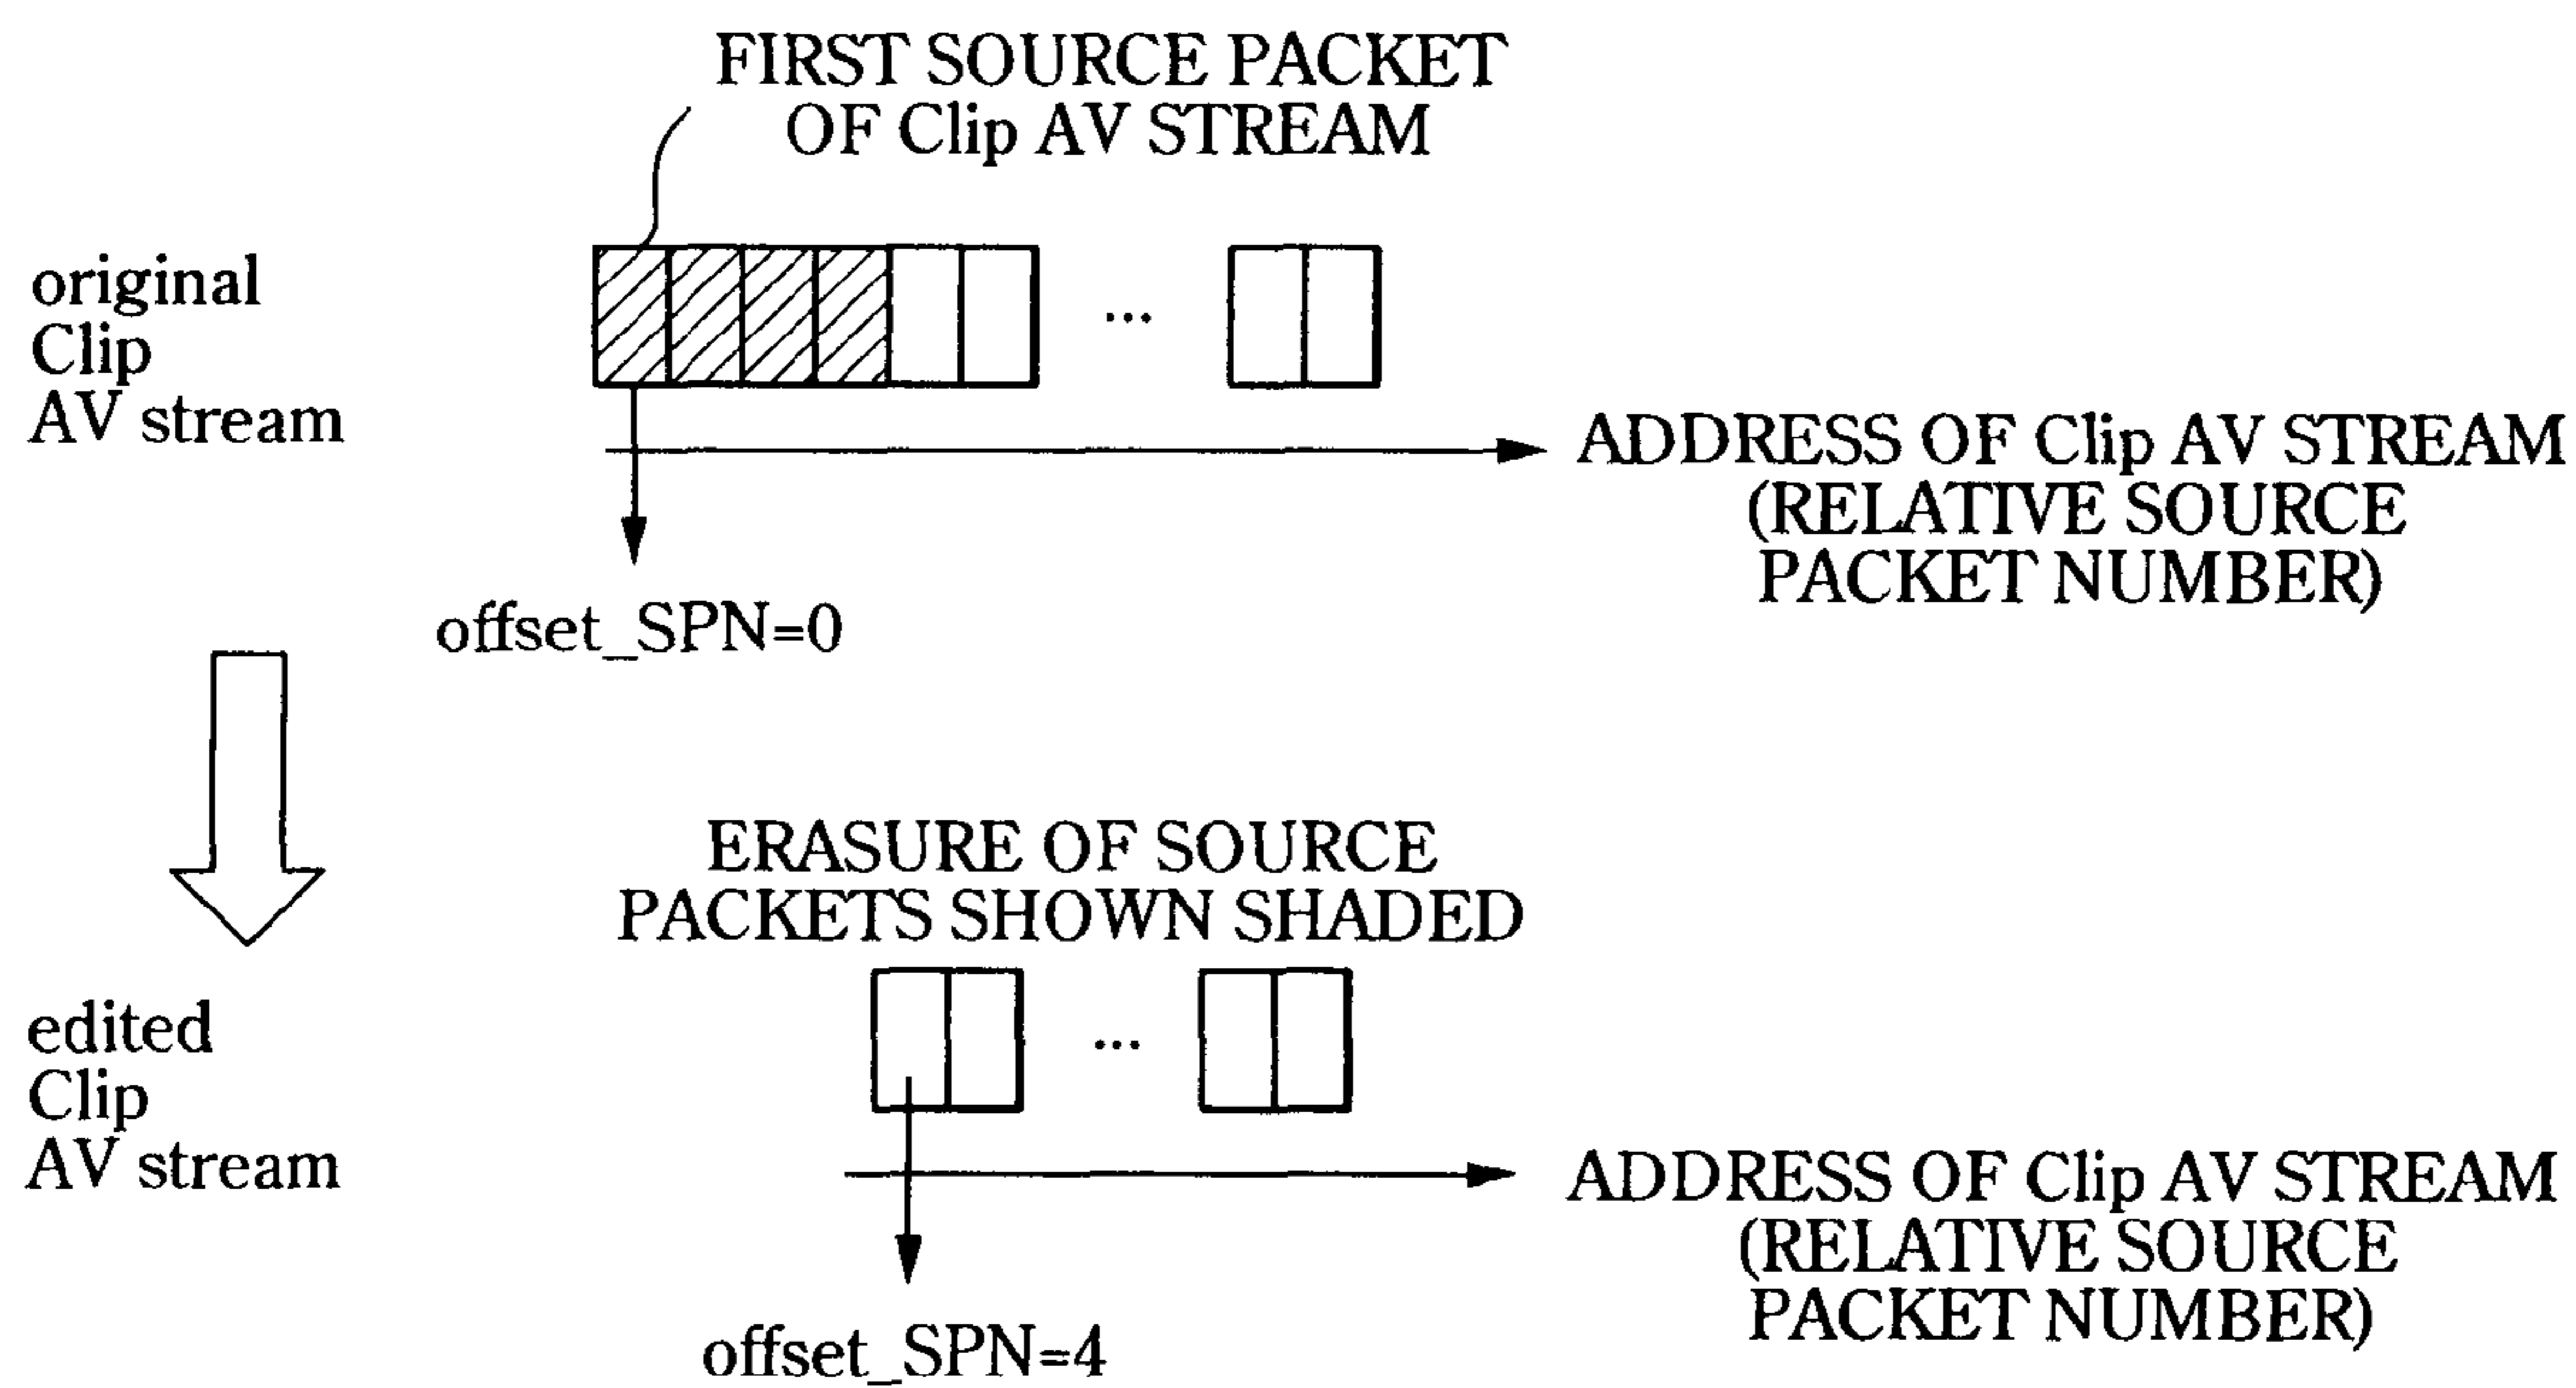 FIRST SOURCE PACKET
OF Clip AV STREAM
original
Clip
AV stream
...
ADDRESS OF Clip AV STREAM
(RELATIVE SOURCE
PACKET NUMBER)
offset_SPN=0
ERASURE OF SOURCE
PACKETS SHOWN SHADED
edited
Clip
AV stream
...
ADDRESS OF Clip AV STREAM
(RELATIVE SOURCE
PACKET NUMBER)
offset_SPN=4